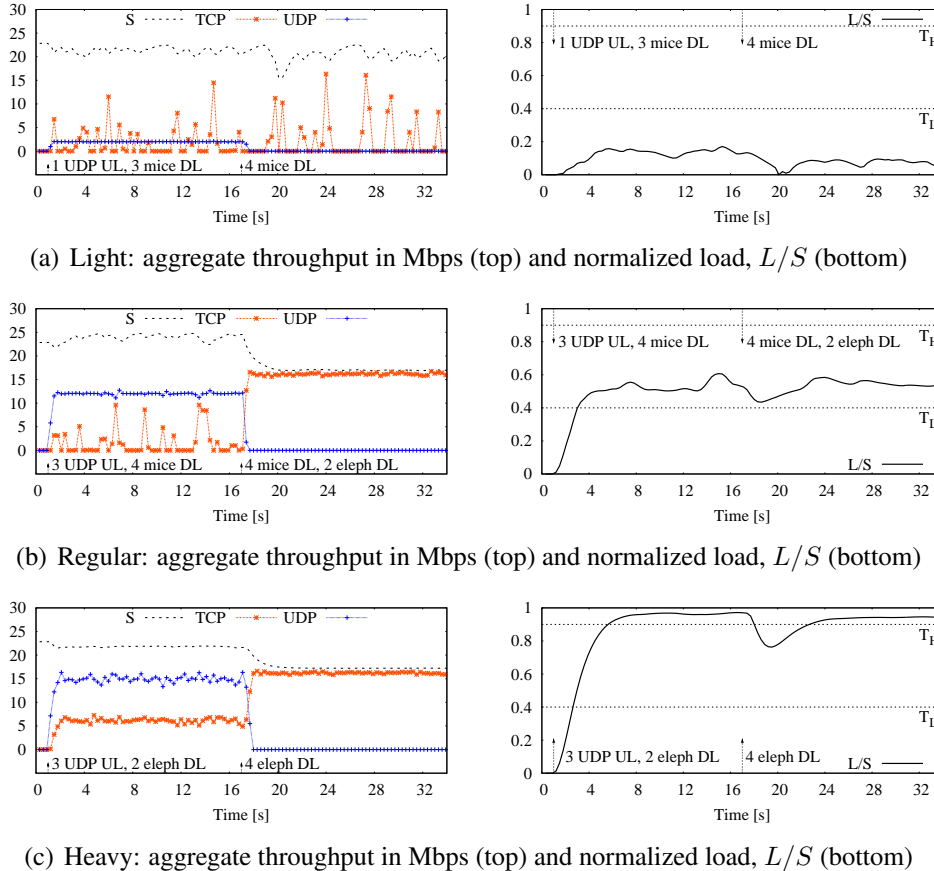 S TCP UDP
30
25
20
15
10
5
0
1 UDP UL, 3 mice DL 4 mice DL
0 4 8 12 16 20 24 28 32
Time [s]
L/S
1
0.8
0.6
0.4
0.2
0
T_H
T_L
1 UDP UL, 3 mice DL 4 mice DL
0 4 8 12 16 20 24 28 32
Time [s]
(a) Light: aggregate throughput in Mbps (top) and normalized load, L/S (bottom)
S TCP UDP
30
25
20
15
10
5
0
3 UDP UL, 4 mice DL 4 mice DL, 2 eleph DL
0 4 8 12 16 20 24 28 32
Time [s]
1
0.8
0.6
0.4
0.2
0
T_H
3 UDP UL, 4 mice DL 4 mice DL, 2 eleph DL
T_L
L/S
0 4 8 12 16 20 24 28 32
Time [s]
(b) Regular: aggregate throughput in Mbps (top) and normalized load, L/S (bottom)
S TCP UDP
30
25
20
15
10
5
0
3 UDP UL, 2 eleph DL 4 eleph DL
0 4 8 12 16 20 24 28 32
Time [s]
1
0.8
0.6
0.4
0.2
0
T_H
T_L
3 UDP UL, 2 eleph DL 4 eleph DL
L/S
0 4 8 12 16 20 24 28 32
Time [s]
(c) Heavy: aggregate throughput in Mbps (top) and normalized load, L/S (bottom)